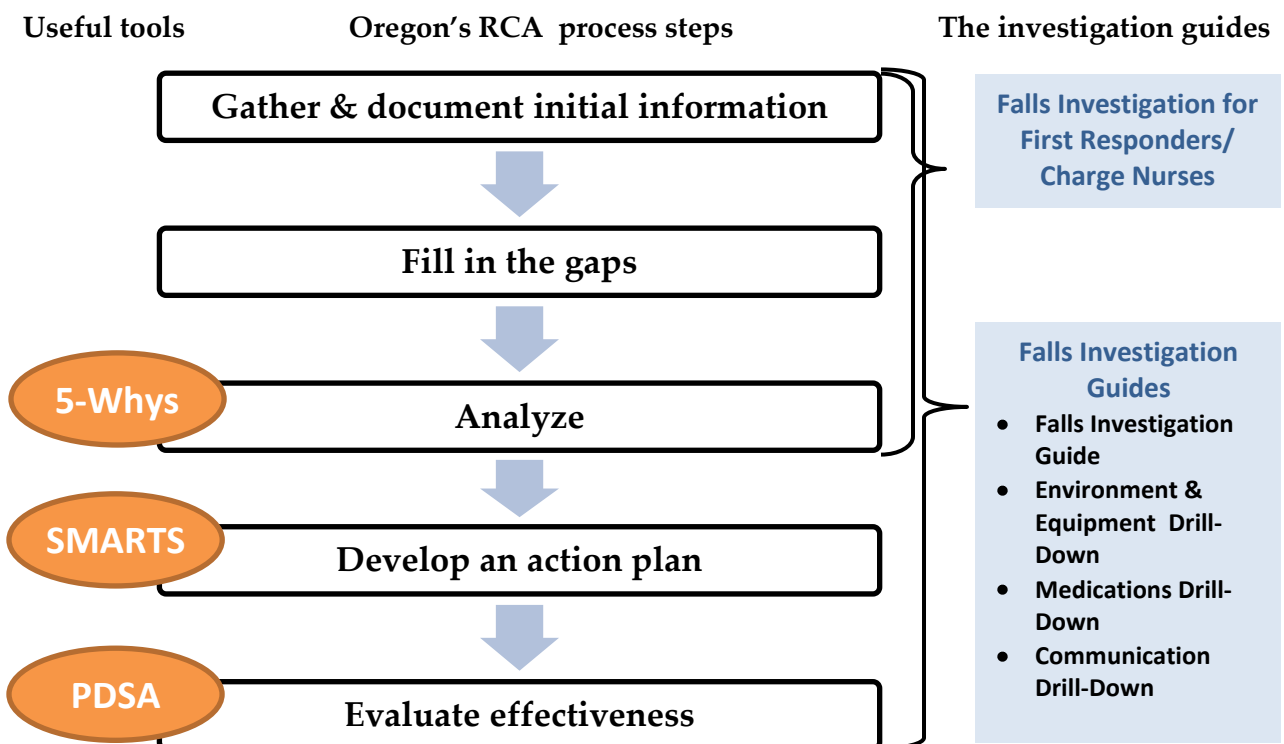 Useful tools
Oregon's RCA process steps
The investigation guides
Gather & document initial information
Fill in the gaps
5-Whys
Analyze
SMARTS
Develop an action plan
PDSA
Evaluate effectiveness
Falls Investigation for
First Responders/
Charge Nurses
Falls Investigation
Guides
• Falls Investigation
Guide
• Environment &
Equipment Drill-
Down
• Medications Drill-
Down
• Communication
Drill-Down